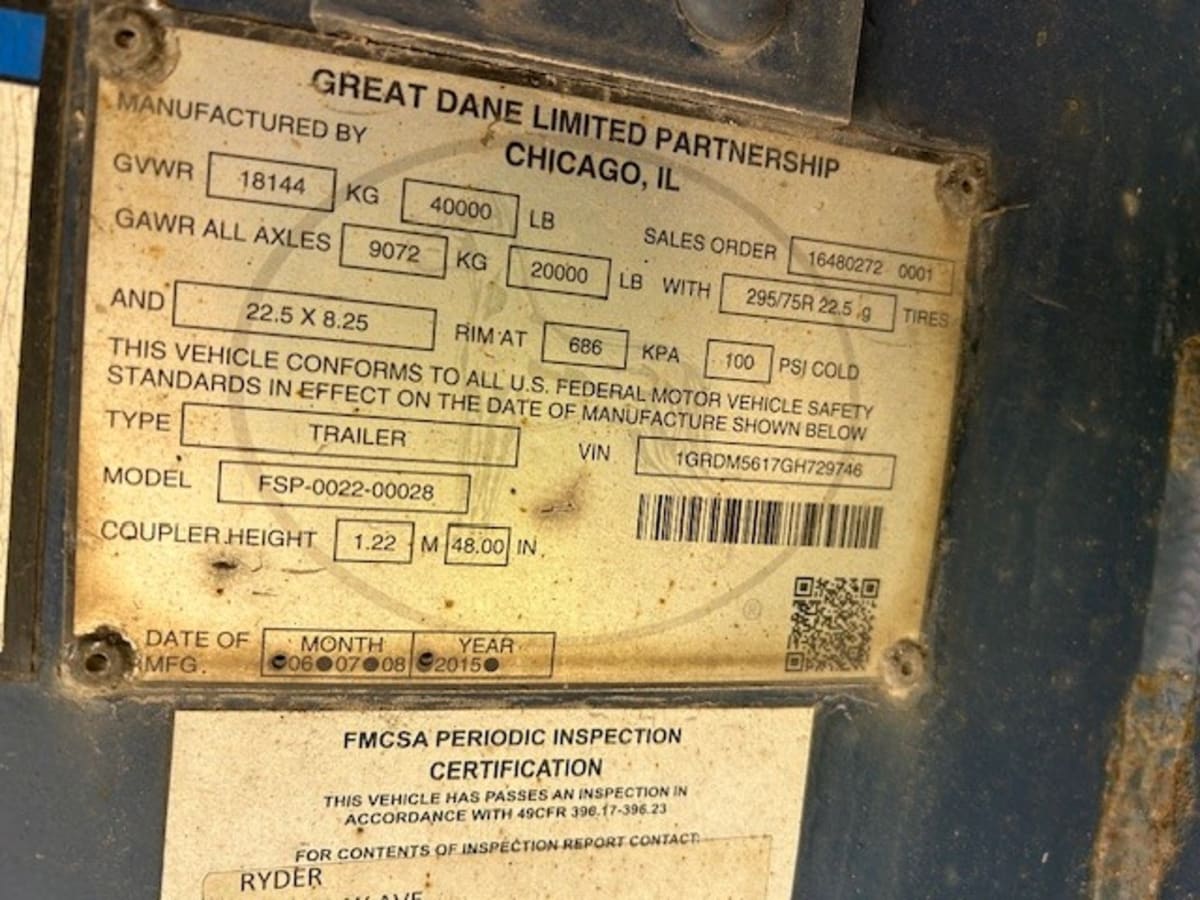 GREAT DANE LIMITED PARTNERSHIP
MANUFACTURED BY
CHICAGO, IL
GVWR 18144 KG 40000 LB
SALES ORDER 16480272 0001
GAWR ALL AXLES 9072 KG 20000 LB WITH 295/75R 22.5 g TIRES
AND 22.5 X 8.25 RIM AT 686 KPA 100 PSI COLD
THIS VEHICLE CONFORMS TO ALL U.S. FEDERAL MOTOR VEHICLE SAFETY
STANDARDS IN EFFECT ON THE DATE OF MANUFACTURE SHOWN BELOW
TYPE TRAILER VIN 1GRDM5617GH729746
MODEL FSP-0022-00028
COUPLER HEIGHT 1.22 M 48.00 IN
®
DATE OF MONTH YEAR
MFG. 06 07 08 2015
FMCSA PERIODIC INSPECTION
CERTIFICATION
THIS VEHICLE HAS PASSES AN INSPECTION IN
ACCORDANCE WITH 49CFR 396.17-396.23
FOR CONTENTS OF INSPECTION REPORT CONTACT:
RYDER
AVE